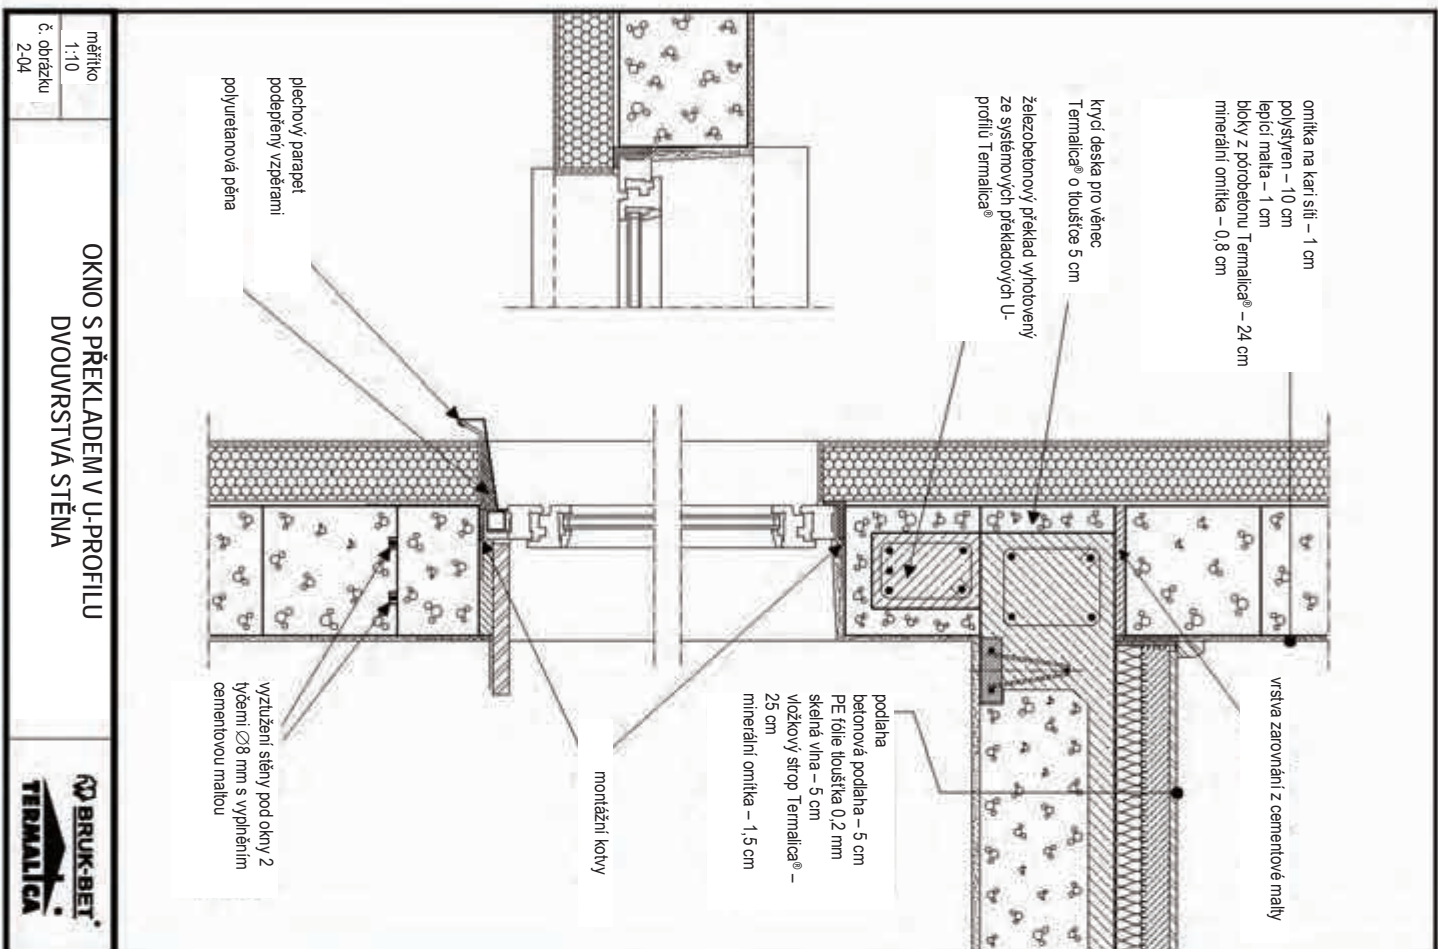 omítka na kari síti – 1 cm
polystyren – 10 cm
lepící malta – 1 cm
bloky z pórobetonu Termalica® – 24 cm
minerální omítka – 0,8 cm
krycí deska pro věnec
Termalica® o tloušťce 5 cm
železobetonový překlad vyhotovený
ze systémových překladových U-
profilů Termalica®
plechový parapet
podepřený vzpěrami
polyuretanová pěna
vrstva zarovnání z cementové malty
podlaha
betonová podlaha – 5 cm
PE fólie tloušťka 0,2 mm
skelná vlna – 5 cm
vložkový strop Termalica® –
25 cm
minerální omítka – 1,5 cm
montážní kotvy
vyztužení stěny pod okny 2
tyčemi ∅8 mm s vyplněním
cementovou maltou
měřítko
1:10
č. obrázku
2-04
OKNO S PŘEKLADEM V U-PROFILU
DVOUVRSTVÁ STĚNA
BRUK-BET®
TERMALICA